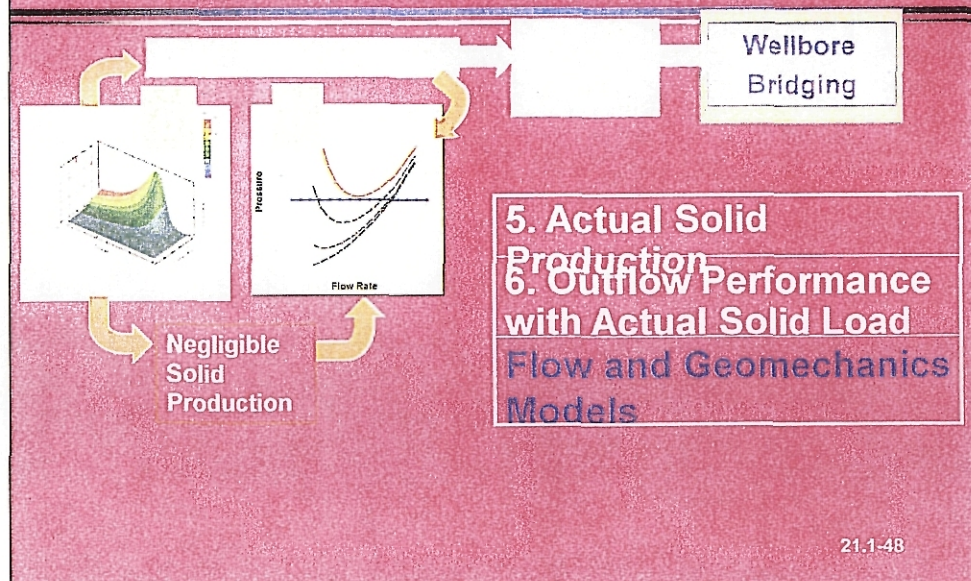 Wellbore
Bridging
Pressure
Flow Rate
Negligible
Solid
Production
5. Actual Solid
Production
6. Outflow Performance
with Actual Solid Load
Flow and Geomechanics
Models
21.1-48